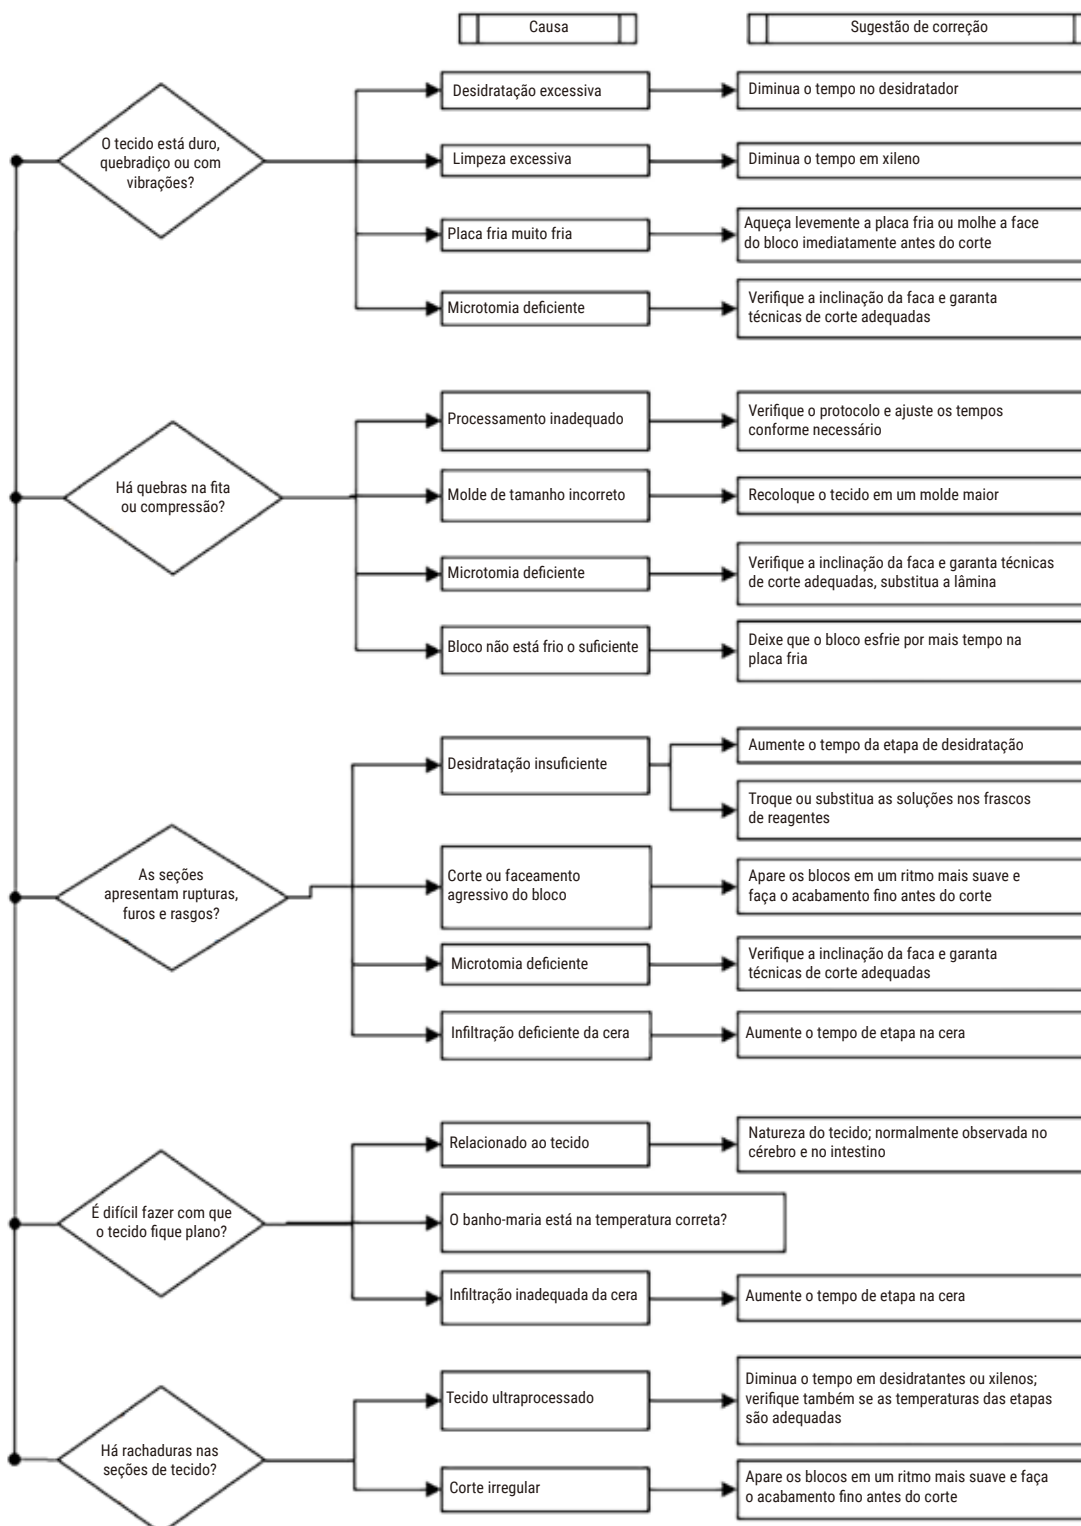 Causa
Sugestão de correção
O tecido está duro,
quebradiço ou com
vibrações?
Desidratação excessiva
Diminua o tempo no desidratador
Limpeza excessiva
Diminua o tempo em xileno
Placa fria muito fria
Aqueça levemente a placa fria ou molhe a face
do bloco imediatamente antes do corte
Microtomia deficiente
Verifique a inclinação da faca e garanta
técnicas de corte adequadas
Há quebras na fita
ou compressão?
Processamento inadequado
Verifique o protocolo e ajuste os tempos
conforme necessário
Molde de tamanho incorreto
Recoloque o tecido em um molde maior
Microtomia deficiente
Verifique a inclinação da faca e garanta técnicas
de corte adequadas, substitua a lâmina
Bloco não está frio o suficiente
Deixe que o bloco esfrie por mais tempo na
placa fria
As seções
apresentam rupturas,
furos e rasgos?
Desidratação insuficiente
Aumente o tempo da etapa de desidratação
Troque ou substitua as soluções nos frascos
de reagentes
Corte ou faceamento
agressivo do bloco
Apare os blocos em um ritmo mais suave e
faça o acabamento fino antes do corte
Microtomia deficiente
Verifique a inclinação da faca e garanta
técnicas de corte adequadas
Infiltração deficiente da cera
Aumente o tempo de etapa na cera
É difícil fazer com que
o tecido fique plano?
Relacionado ao tecido
Natureza do tecido; normalmente observada no
cérebro e no intestino
O banho-maria está na temperatura correta?
Infiltração inadequada da cera
Aumente o tempo de etapa na cera
Há rachaduras nas
seções de tecido?
Tecido ultraprocessado
Diminua o tempo em desidratantes ou xilenos;
verifique também se as temperaturas das etapas
são adequadas
Corte irregular
Apare os blocos em um ritmo mais suave e faça
o acabamento fino antes do corte